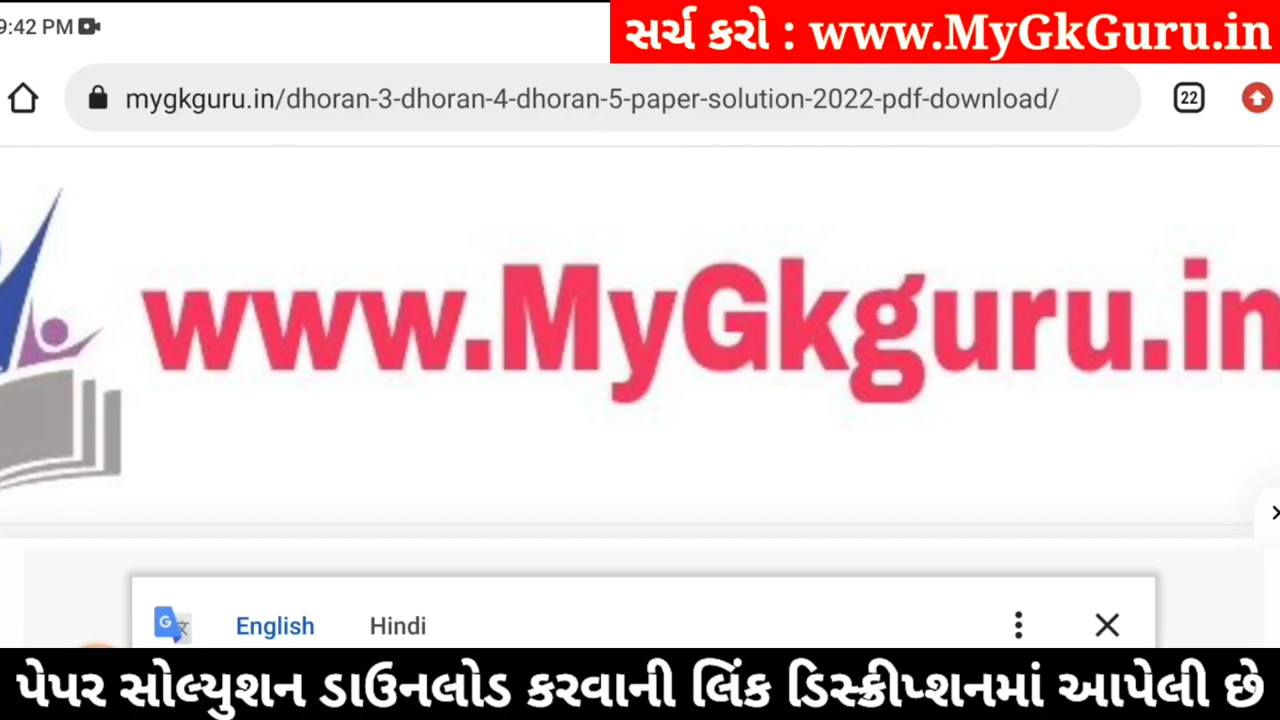 9:42 PM
સર્ચ કરો : www.MyGkGuru.in
mygkguru.in/dhoran-3-dhoran-4-dhoran-5-paper-solution-2022-pdf-download/
22
www.MyGkguru.in
G 文
English Hindi
પેપર સોલ્યુશન ડાઉનલોડ કરવાની લિંક ડિસ્ક્રીપ્શનમાં આપેલી છે